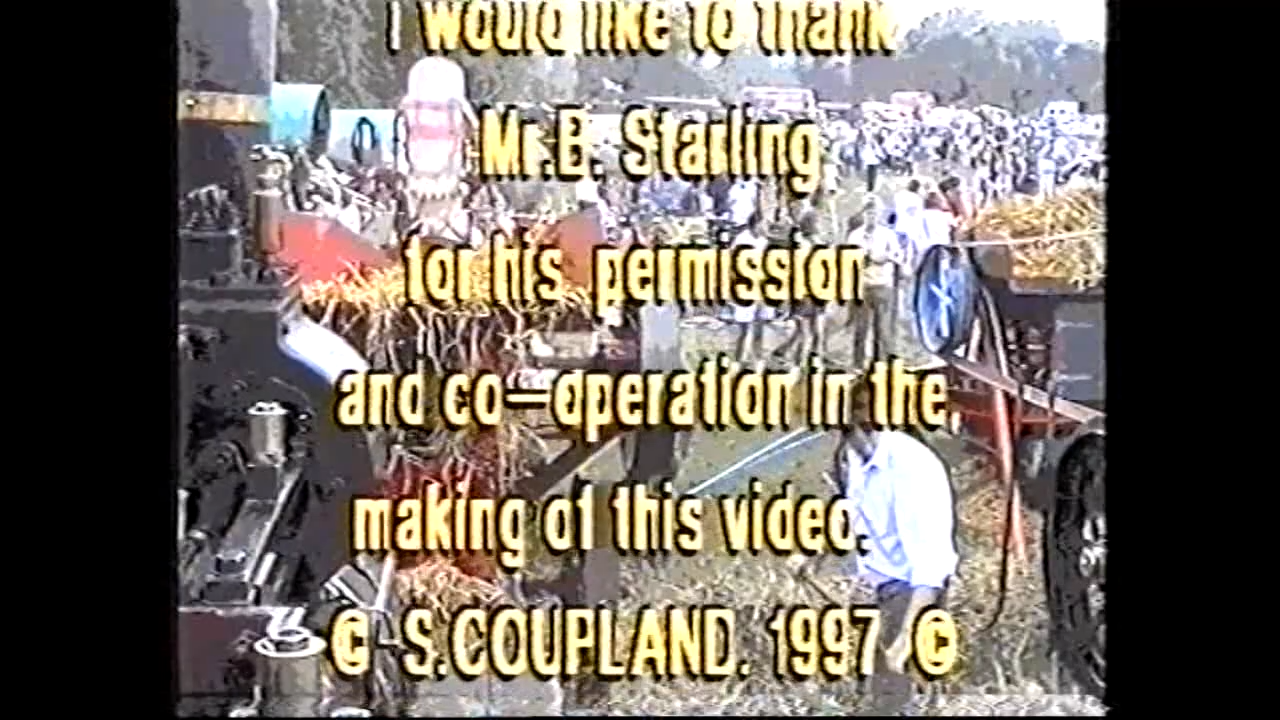 I would like to thank
Mr.B. Starling
for his permission
and co-operation in the,
making of this video.
© S.COUPLAND. 1997 ©